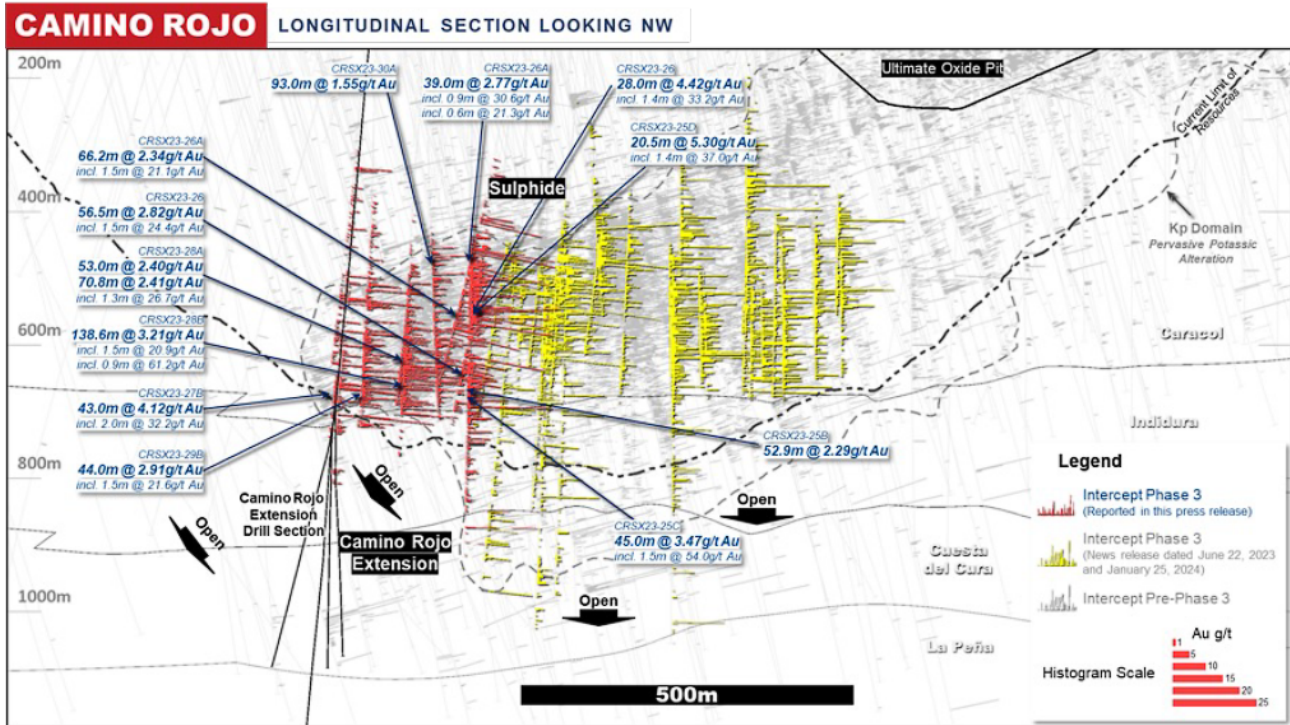 CAMINO ROJO
LONGITUDINAL SECTION LOOKING NW
200m
400m
600m
800m
1000m
CRSX23-30A
93.0m @ 1.55g/t Au
CRSX23-26A
39.0m @ 2.77g/t Au
incl. 0.9m @ 30.6g/t Au
incl. 0.6m @ 21.3g/t Au
CRSX23-26
28.0m @ 4.42g/t Au
incl. 1.4m @ 33.2g/t Au
CRSX23-25D
20.5m @ 5.30g/t Au
incl. 1.4m @ 37.0g/t Au
Ultimate Oxide Pit
Current Limit of
Resources
CRSX23-26A
66.2m @ 2.34g/t Au
incl. 1.5m @ 21.1g/t Au
CRSX23-26
56.5m @ 2.82g/t Au
incl. 1.5m @ 24.4g/t Au
CRSX23-28A
53.0m @ 2.40g/t Au
70.8m @ 2.41g/t Au
incl. 1.3m @ 26.7g/t Au
CRSX23-28B
138.6m @ 3.21g/t Au
incl. 1.5m @ 20.9g/t Au
incl. 0.9m @ 61.2g/t Au
CRSX23-27B
43.0m @ 4.12g/t Au
incl. 2.0m @ 32.2g/t Au
CRSX23-29B
44.0m @ 2.91g/t Au
incl. 1.5m @ 21.6g/t Au
Sulphide
Kp Domain
Pervasive Potassic
Alteration
Caracol
Indidura
CRSX23-25B
52.9m @ 2.29g/t Au
CRSX23-25C
45.0m @ 3.47g/t Au
incl. 1.5m @ 54.0g/t Au
Open
Open
Open
Open
Camino Rojo
Extension
Drill Section
Camino Rojo
Extension
Cuesta
del Cura
La Peña
500m
Legend
Intercept Phase 3
(Reported in this press release)
Intercept Phase 3
(News release dated June 22, 2023
and January 25, 2024)
Intercept Pre-Phase 3
Au g/t
Histogram Scale
1
5
10
15
20
25